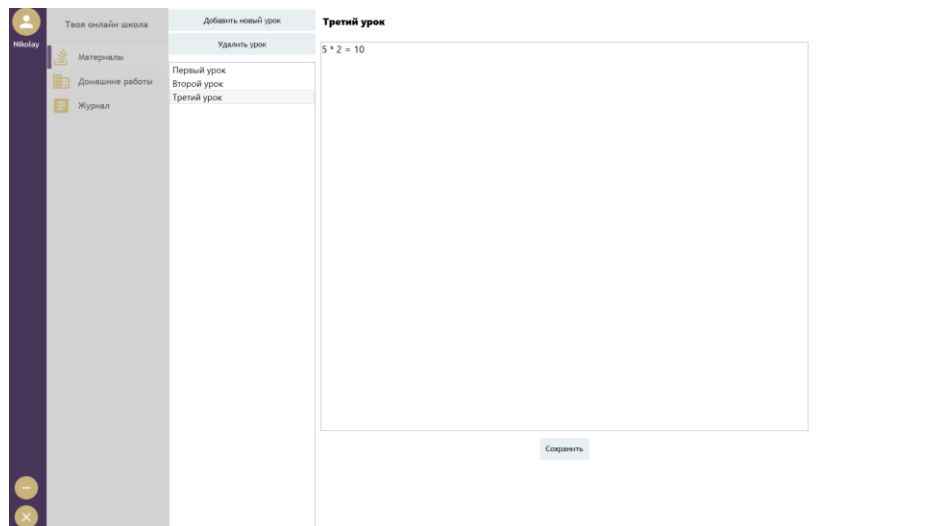 Nikolay
Твоя онлайн школа
Материалы
Домашние работы
Журнал
Добавить новый урок
Удалить урок
Первый урок
Второй урок
Третий урок
Третий урок
5 * 2 = 10
Сохранить